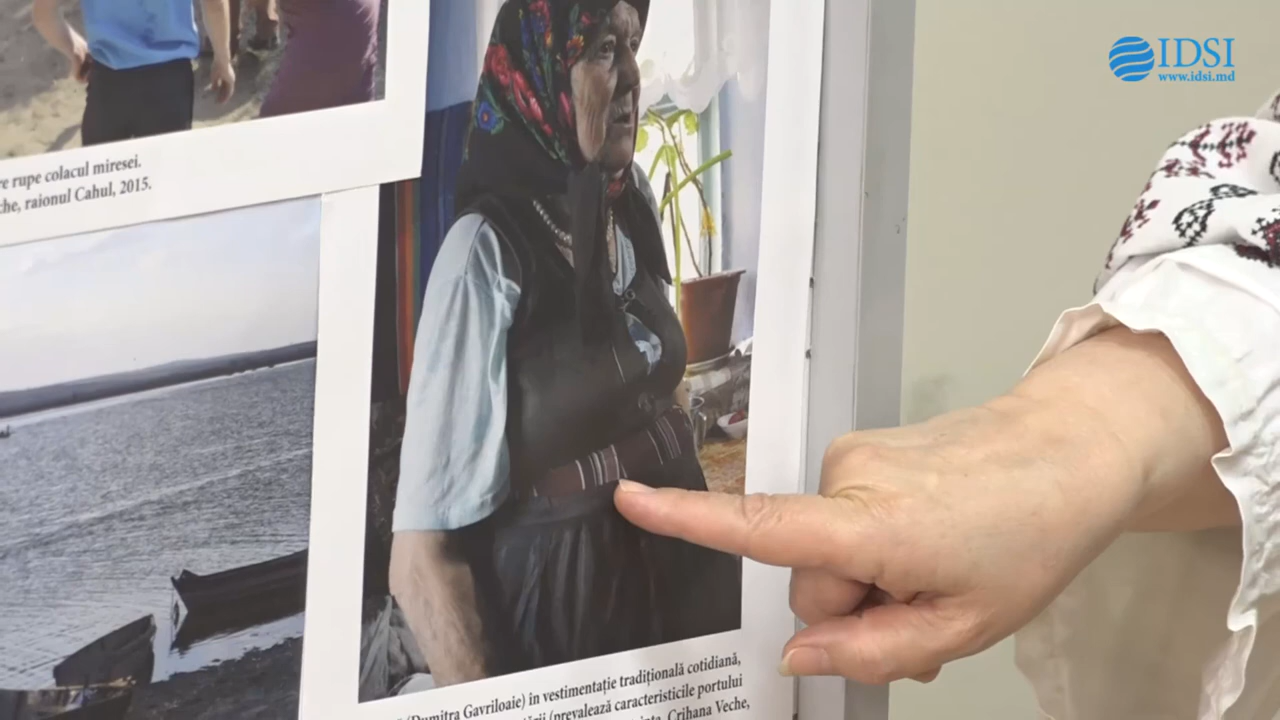 IDSI
www.idsi.md
re rupe colacul miresei.
che, raionul Cahul, 2015.
(Dumitra Gavriloaie) în vestimentație tradițională cotidiană,
(prevalează caracteristicile portului
Crihana Veche,